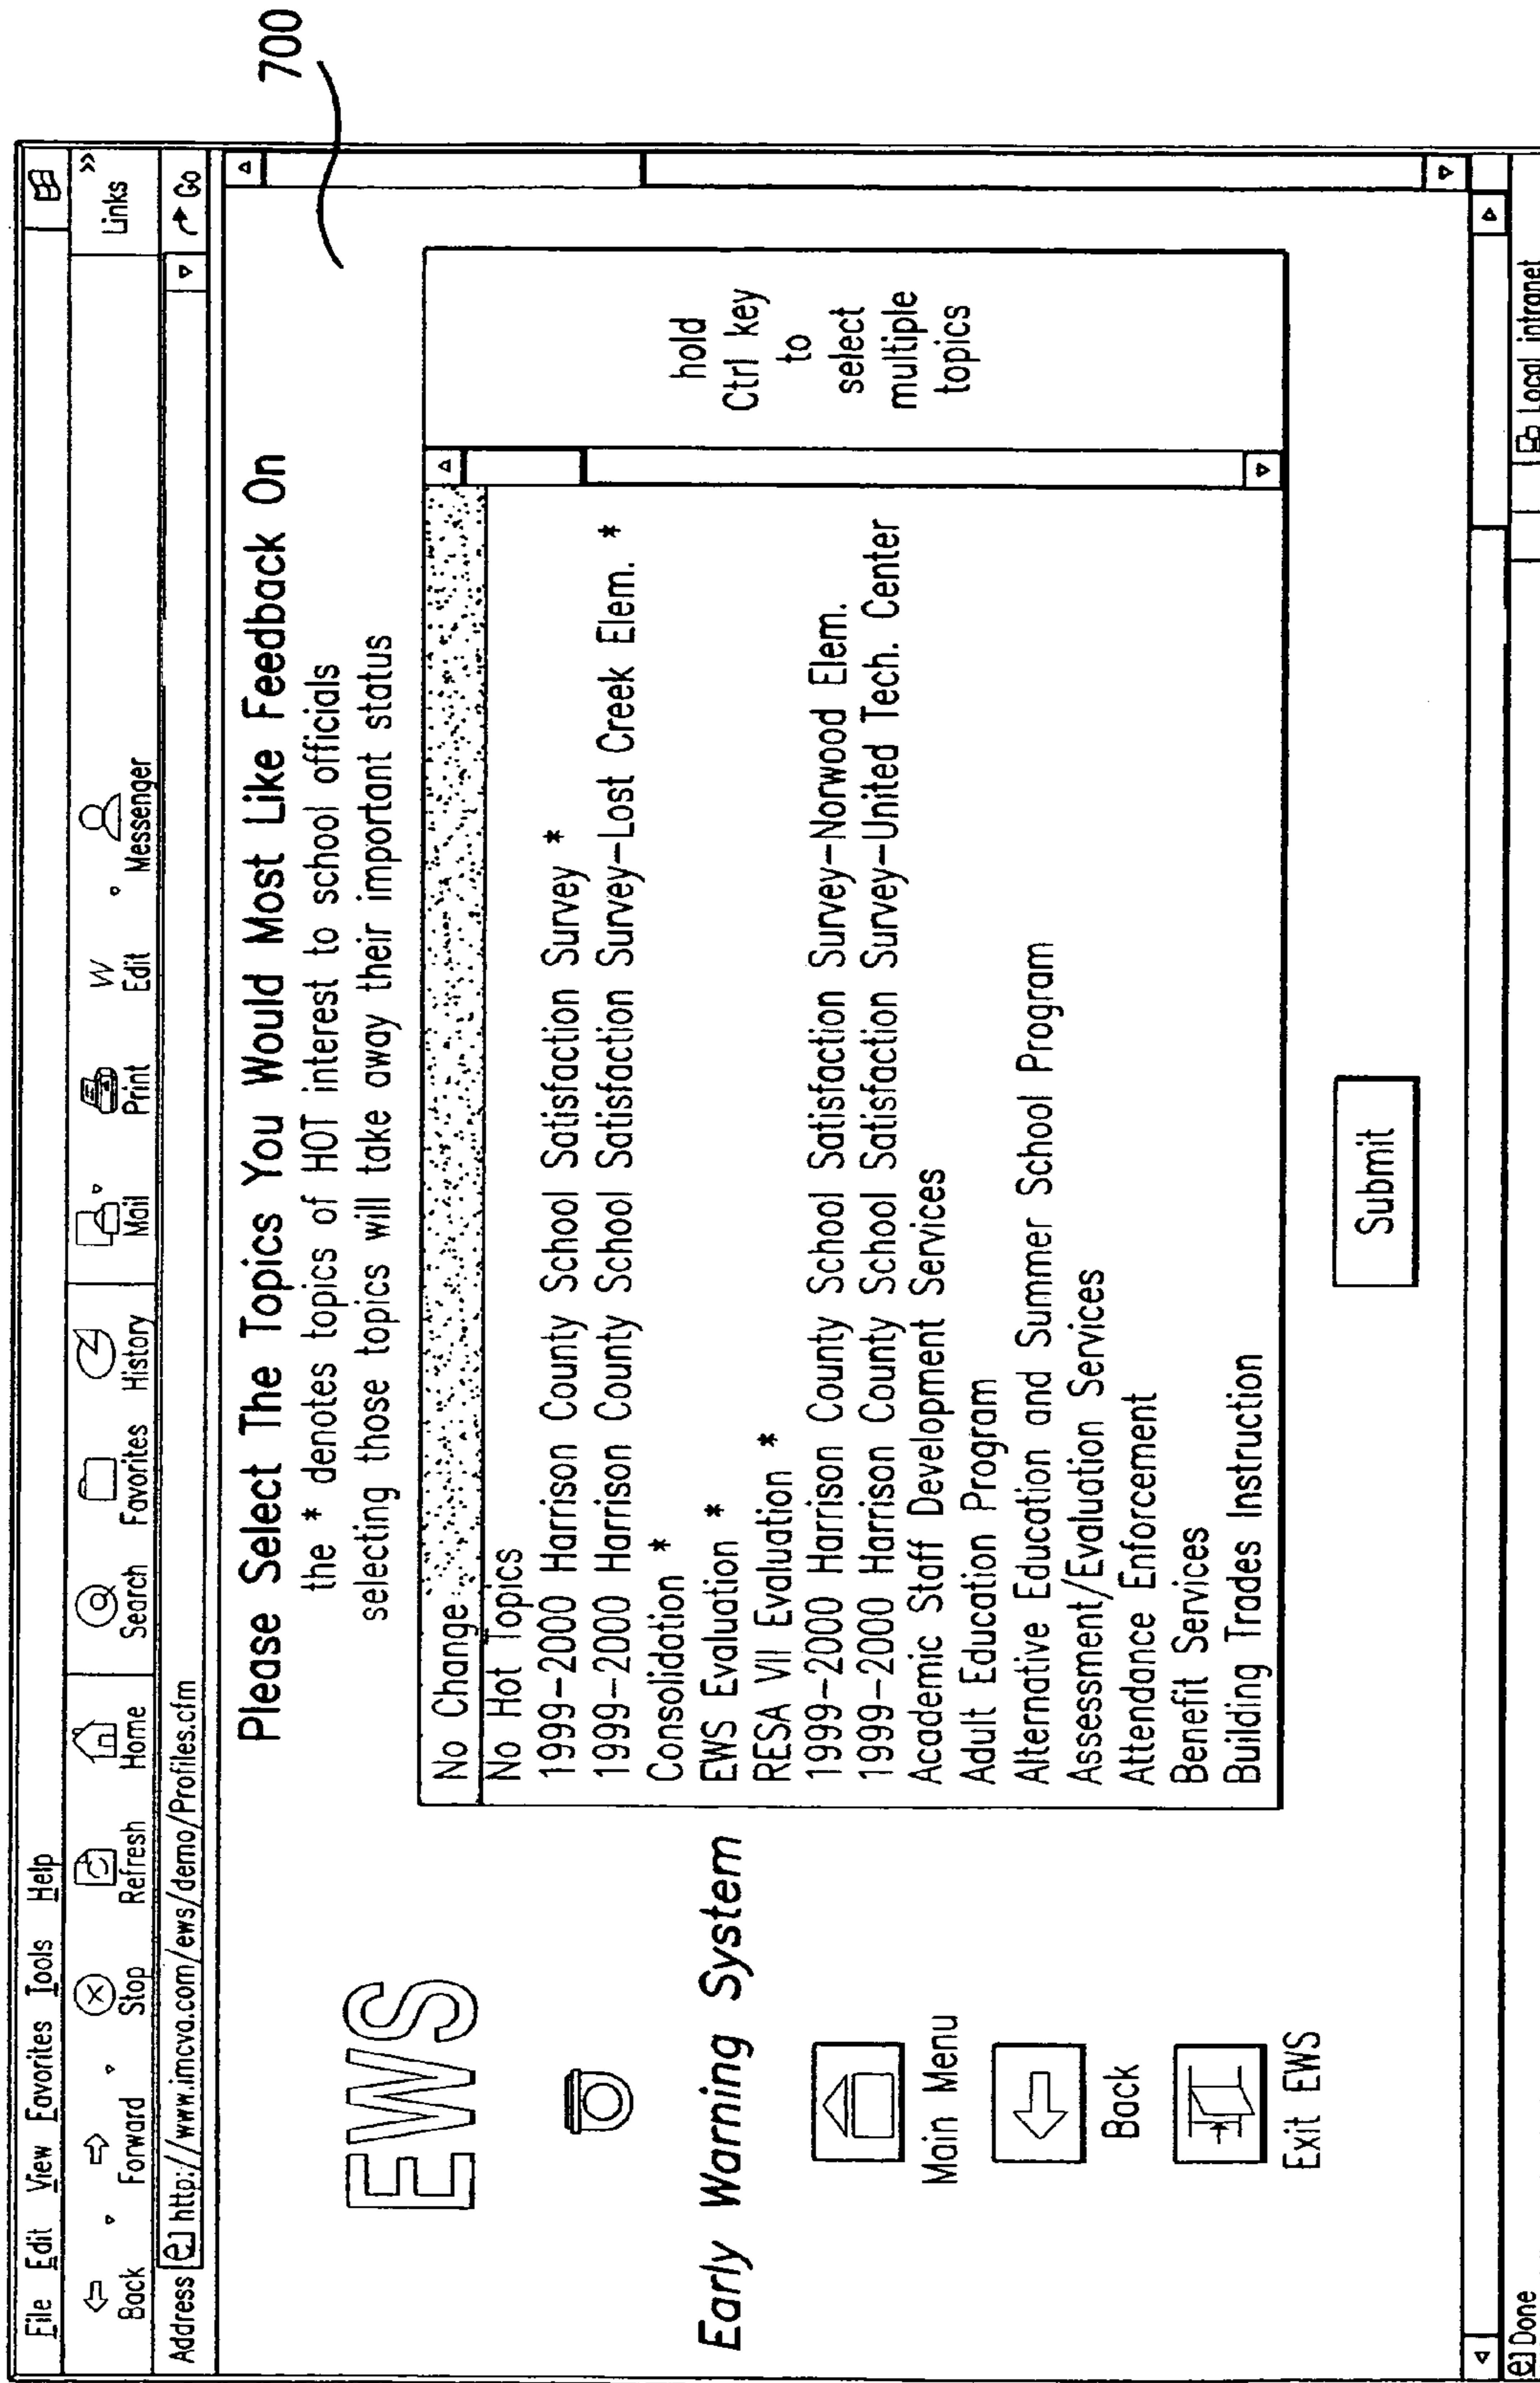 700
File Edit View Favorites Tools Help
Back Forward Stop Refresh Home Search Favorites History Mail Print Edit Messenger Links »
Address http://www.imcva.com/ews/demo/Profiles.cfm Go
EWS
Early Warning System
Main Menu
Back
Exit EWS
Please Select The Topics You Would Most Like Feedback On
the * denotes topics of HOT interest to school officials
selecting those topics will take away their important status
No Change
No Hot Topics
1999-2000 Harrison County School Satisfaction Survey *
1999-2000 Harrison County School Satisfaction Survey-Lost Creek Elem. *
Consolidation *
EWS Evaluation *
RESA VII Evaluation *
1999-2000 Harrison County School Satisfaction Survey-Norwood Elem.
1999-2000 Harrison County School Satisfaction Survey-United Tech. Center
Academic Staff Development Services
Adult Education Program
Alternative Education and Summer School Program
Assessment/Evaluation Services
Attendance Enforcement
Benefit Services
Building Trades Instruction
hold
Ctrl key
to
select
multiple
topics
Submit
Done Local intranet